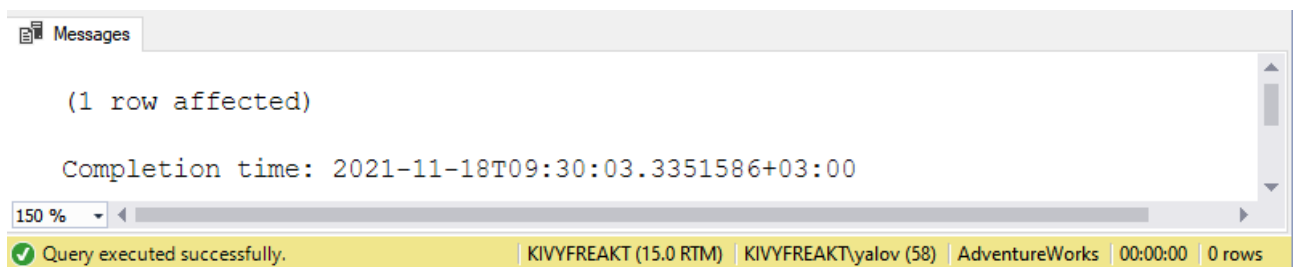 Messages
(1 row affected)
Completion time: 2021-11-18T09:30:03.3351586+03:00
150 %
Query executed successfully. KIVYFREAKT (15.0 RTM) KIVYFREAKT\yalov (58) AdventureWorks 00:00:00 0 rows